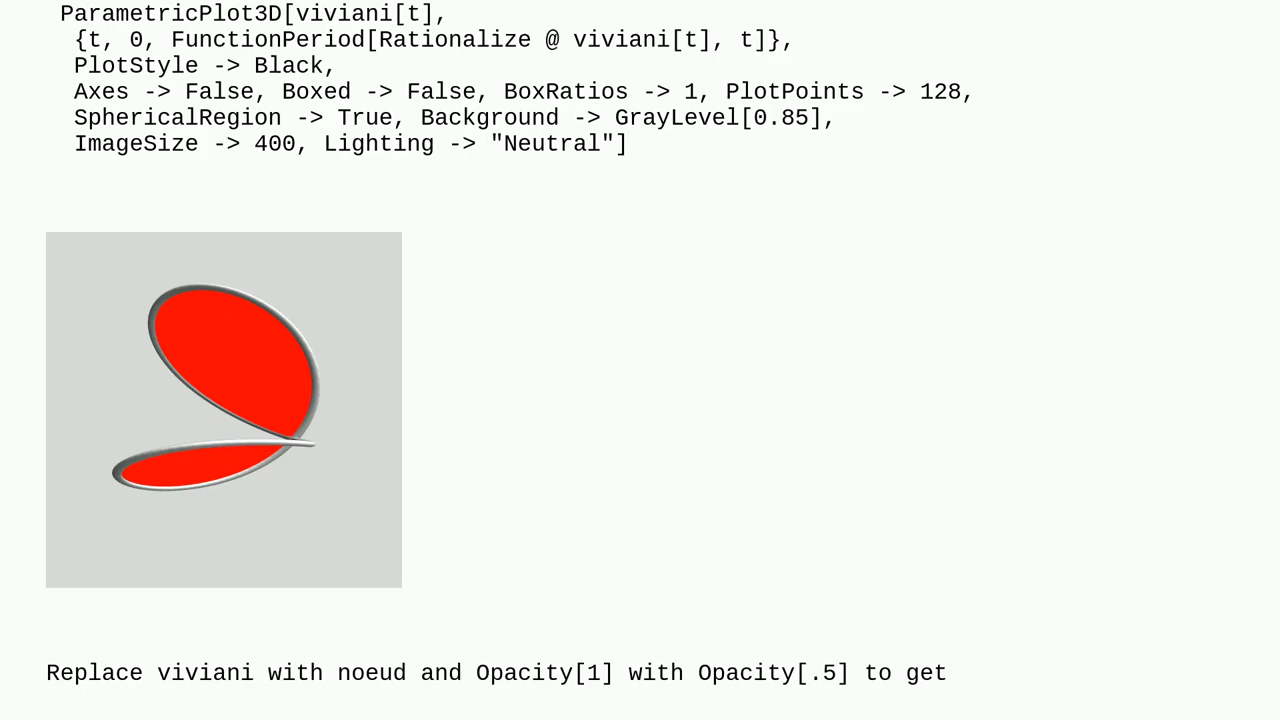 ParametricPlot3D[viviani[t],
{t, 0, FunctionPeriod[Rationalize @ viviani[t], t]},
PlotStyle -> Black,
Axes -> False, Boxed -> False, BoxRatios -> 1, PlotPoints -> 128,
SphericalRegion -> True, Background -> GrayLevel[0.85],
ImageSize -> 400, Lighting -> "Neutral"]
Replace viviani with noeud and Opacity[1] with Opacity[.5] to get